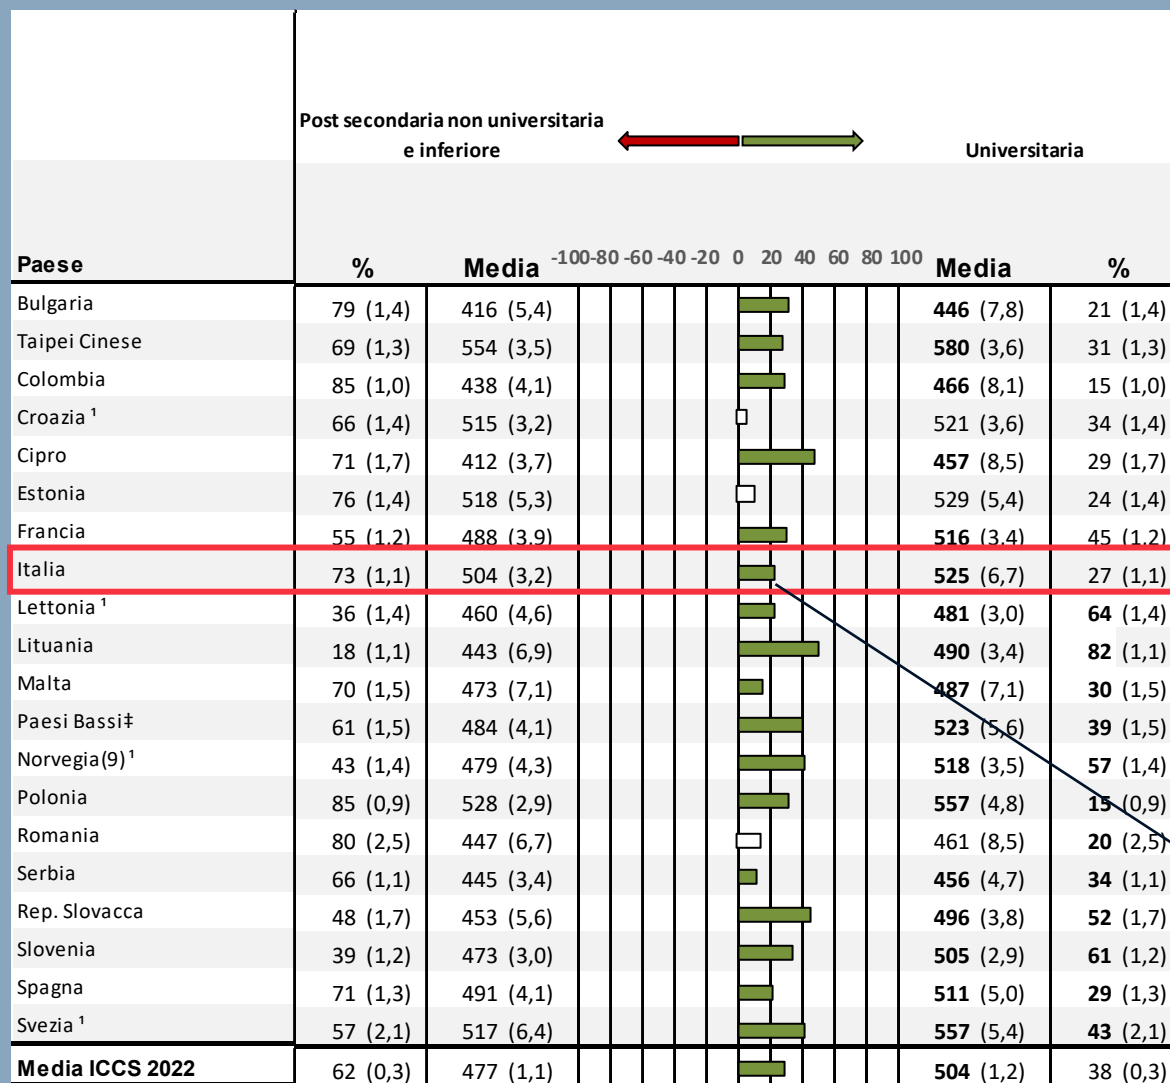 Post secondaria non universitaria
e inferiore
Universitaria
Paese % Media -100 -80 -60 -40 -20 0 20 40 60 80 100 Media %
Bulgaria 79 (1,4) 416 (5,4) 446 (7,8) 21 (1,4)
Taipei Cinese 69 (1,3) 554 (3,5) 580 (3,6) 31 (1,3)
Colombia 85 (1,0) 438 (4,1) 466 (8,1) 15 (1,0)
Croazia ¹ 66 (1,4) 515 (3,2) 521 (3,6) 34 (1,4)
Cipro 71 (1,7) 412 (3,7) 457 (8,5) 29 (1,7)
Estonia 76 (1,4) 518 (5,3) 529 (5,4) 24 (1,4)
Francia 55 (1,2) 488 (3,9) 516 (3,4) 45 (1,2)
Italia 73 (1,1) 504 (3,2) 525 (6,7) 27 (1,1)
Lettonia ¹ 36 (1,4) 460 (4,6) 481 (3,0) 64 (1,4)
Lituania 18 (1,1) 443 (6,9) 490 (3,4) 82 (1,1)
Malta 70 (1,5) 473 (7,1) 487 (7,1) 30 (1,5)
Paesi Bassi‡ 61 (1,5) 484 (4,1) 523 (5,6) 39 (1,5)
Norvegia(9) ¹ 43 (1,4) 479 (4,3) 518 (3,5) 57 (1,4)
Polonia 85 (0,9) 528 (2,9) 557 (4,8) 15 (0,9)
Romania 80 (2,5) 447 (6,7) 461 (8,5) 20 (2,5)
Serbia 66 (1,1) 445 (3,4) 456 (4,7) 34 (1,1)
Rep. Slovacca 48 (1,7) 453 (5,6) 496 (3,8) 52 (1,7)
Slovenia 39 (1,2) 473 (3,0) 505 (2,9) 61 (1,2)
Spagna 71 (1,3) 491 (4,1) 511 (5,0) 29 (1,3)
Svezia ¹ 57 (2,1) 517 (6,4) 557 (5,4) 43 (2,1)
Media ICCS 2022 62 (0,3) 477 (1,1) 504 (1,2) 38 (0,3)